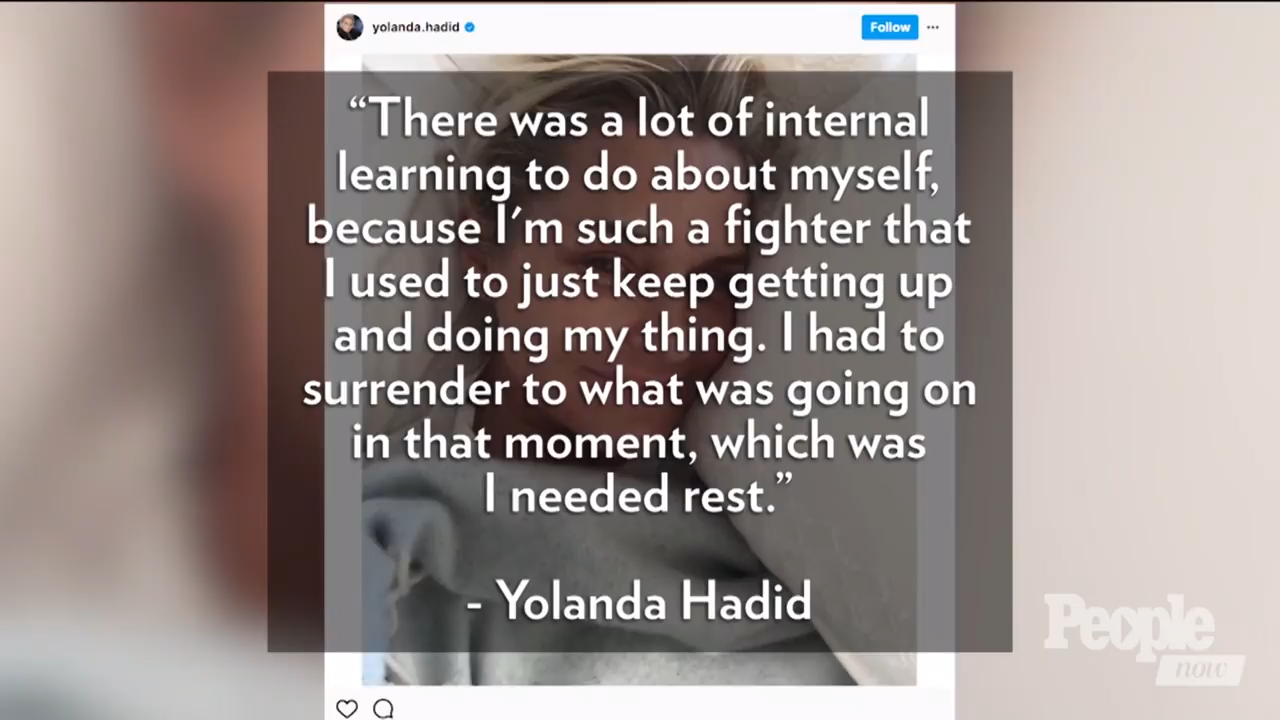 yolanda.hadid
Follow
“There was a lot of internal
learning to do about myself,
because I'm such a fighter that
I used to just keep getting up
and doing my thing. I had to
surrender to what was going on
in that moment, which was
I needed rest.”
- Yolanda Hadid
People
now